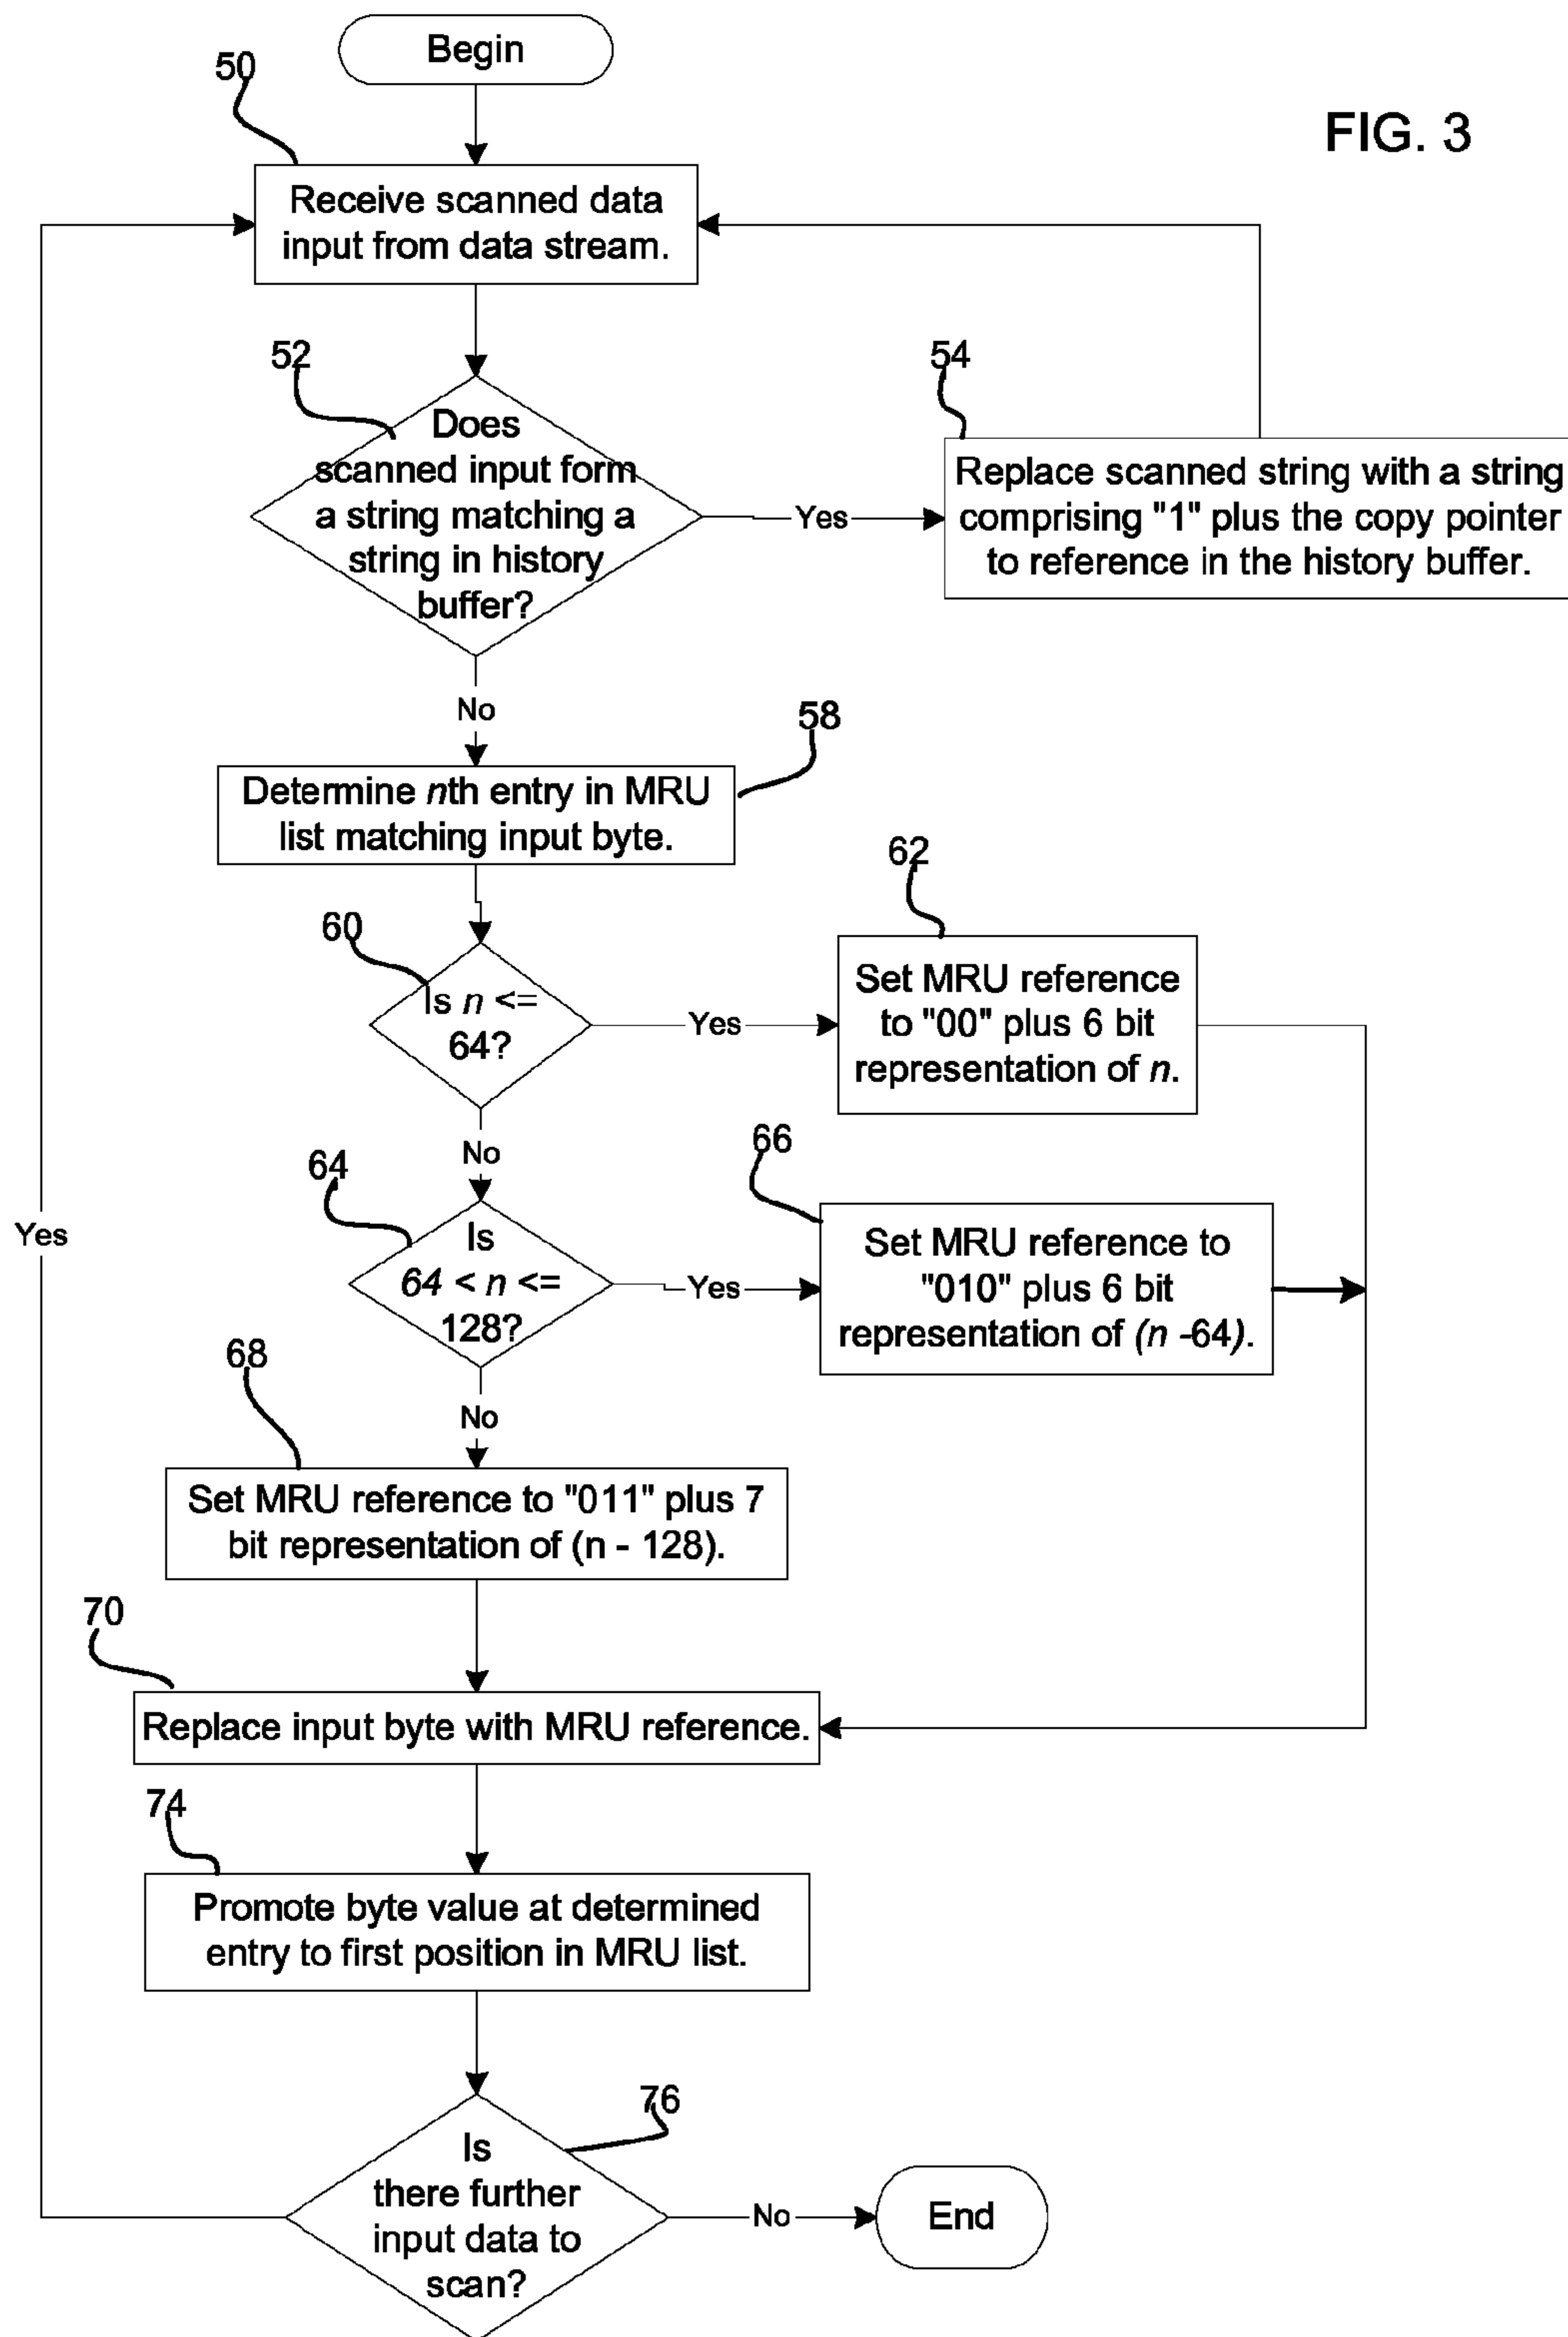 Begin
50
FIG. 3
Receive scanned data
input from data stream.
52
54
Does
scanned input form
a string matching a
string in history
buffer?
Yes
Replace scanned string with a string
comprising "1" plus the copy pointer
to reference in the history buffer.
No
58
Determine nth entry in MRU
list matching input byte.
62
60
Is n <=
64?
Yes
Set MRU reference
to "00" plus 6 bit
representation of n.
No
66
64
Is
64 < n <=
128?
Yes
Set MRU reference to
"010" plus 6 bit
representation of (n -64).
Yes
68
No
Set MRU reference to "011" plus 7
bit representation of (n - 128).
70
Replace input byte with MRU reference.
74
Promote byte value at determined
entry to first position in MRU list.
76
Is
there further
input data to
scan?
No
End